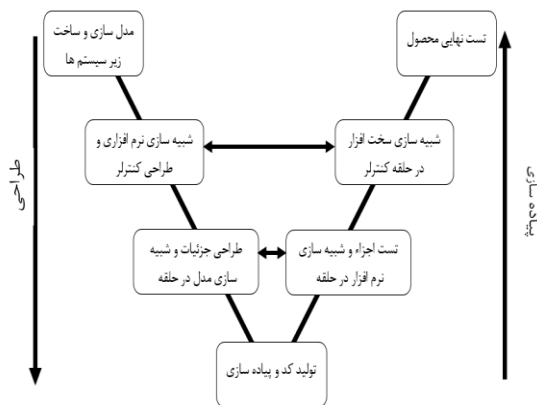 مدل سازی و ساخت
زیر سیستم ها
تست نهایی محصول
شبیه سازی نرم افزاری و
طراحی کنترلر
شبیه سازی سخت افزار
در حلقه کنترلر
طراحی جزئیات و شبیه
سازی مدل در حلقه
تست اجزاء و شبیه سازی
نرم افزار در حلقه
تولید کد و پیاده سازی
طراحی
پیاده سازی